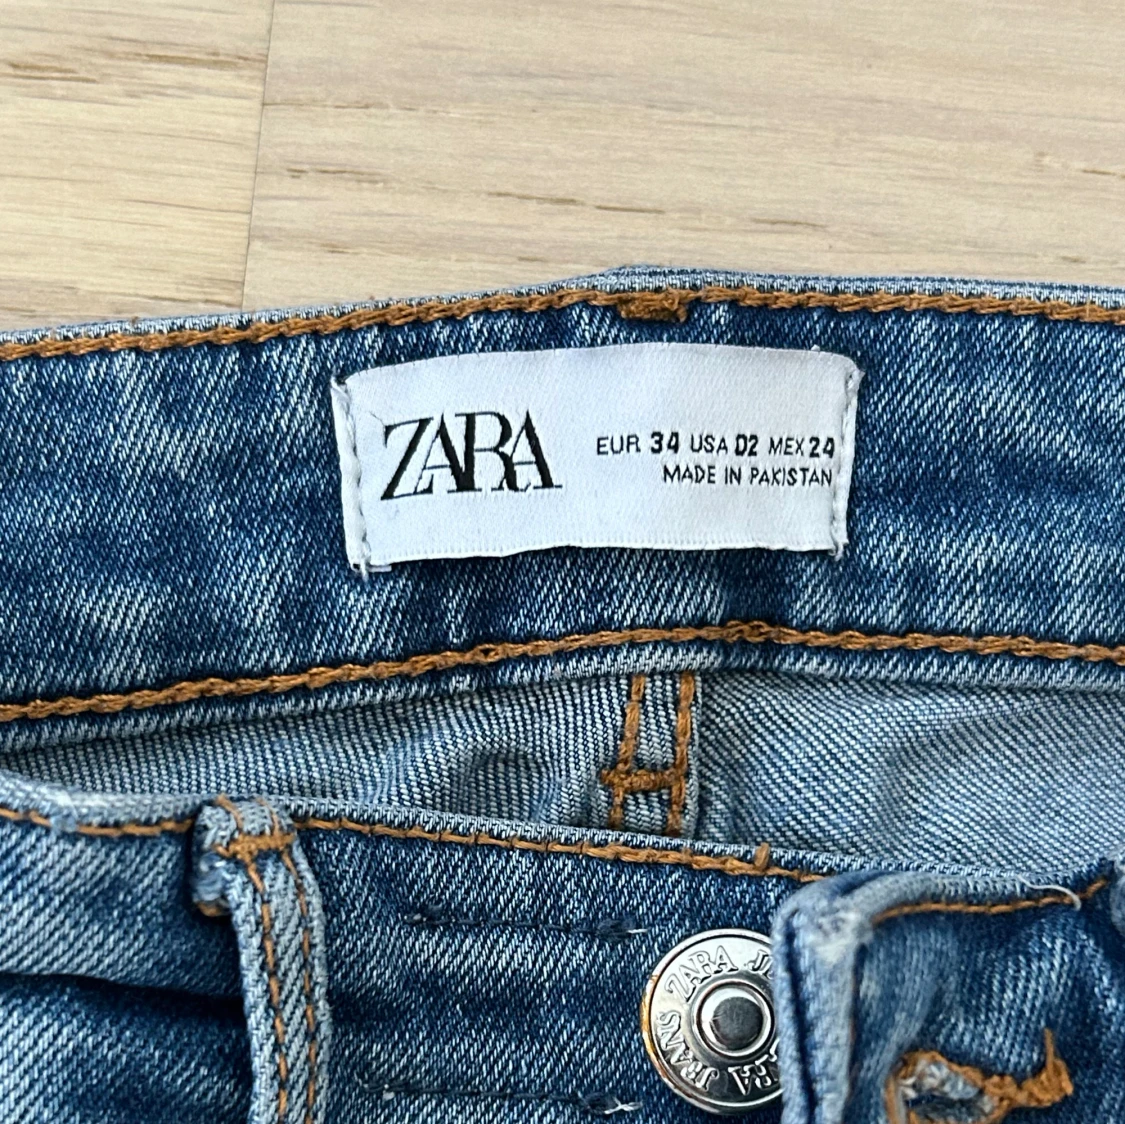 ZARA
EUR 34 USA 02 MEX 24
MADE IN PAKISTAN
ZARA
JEANS